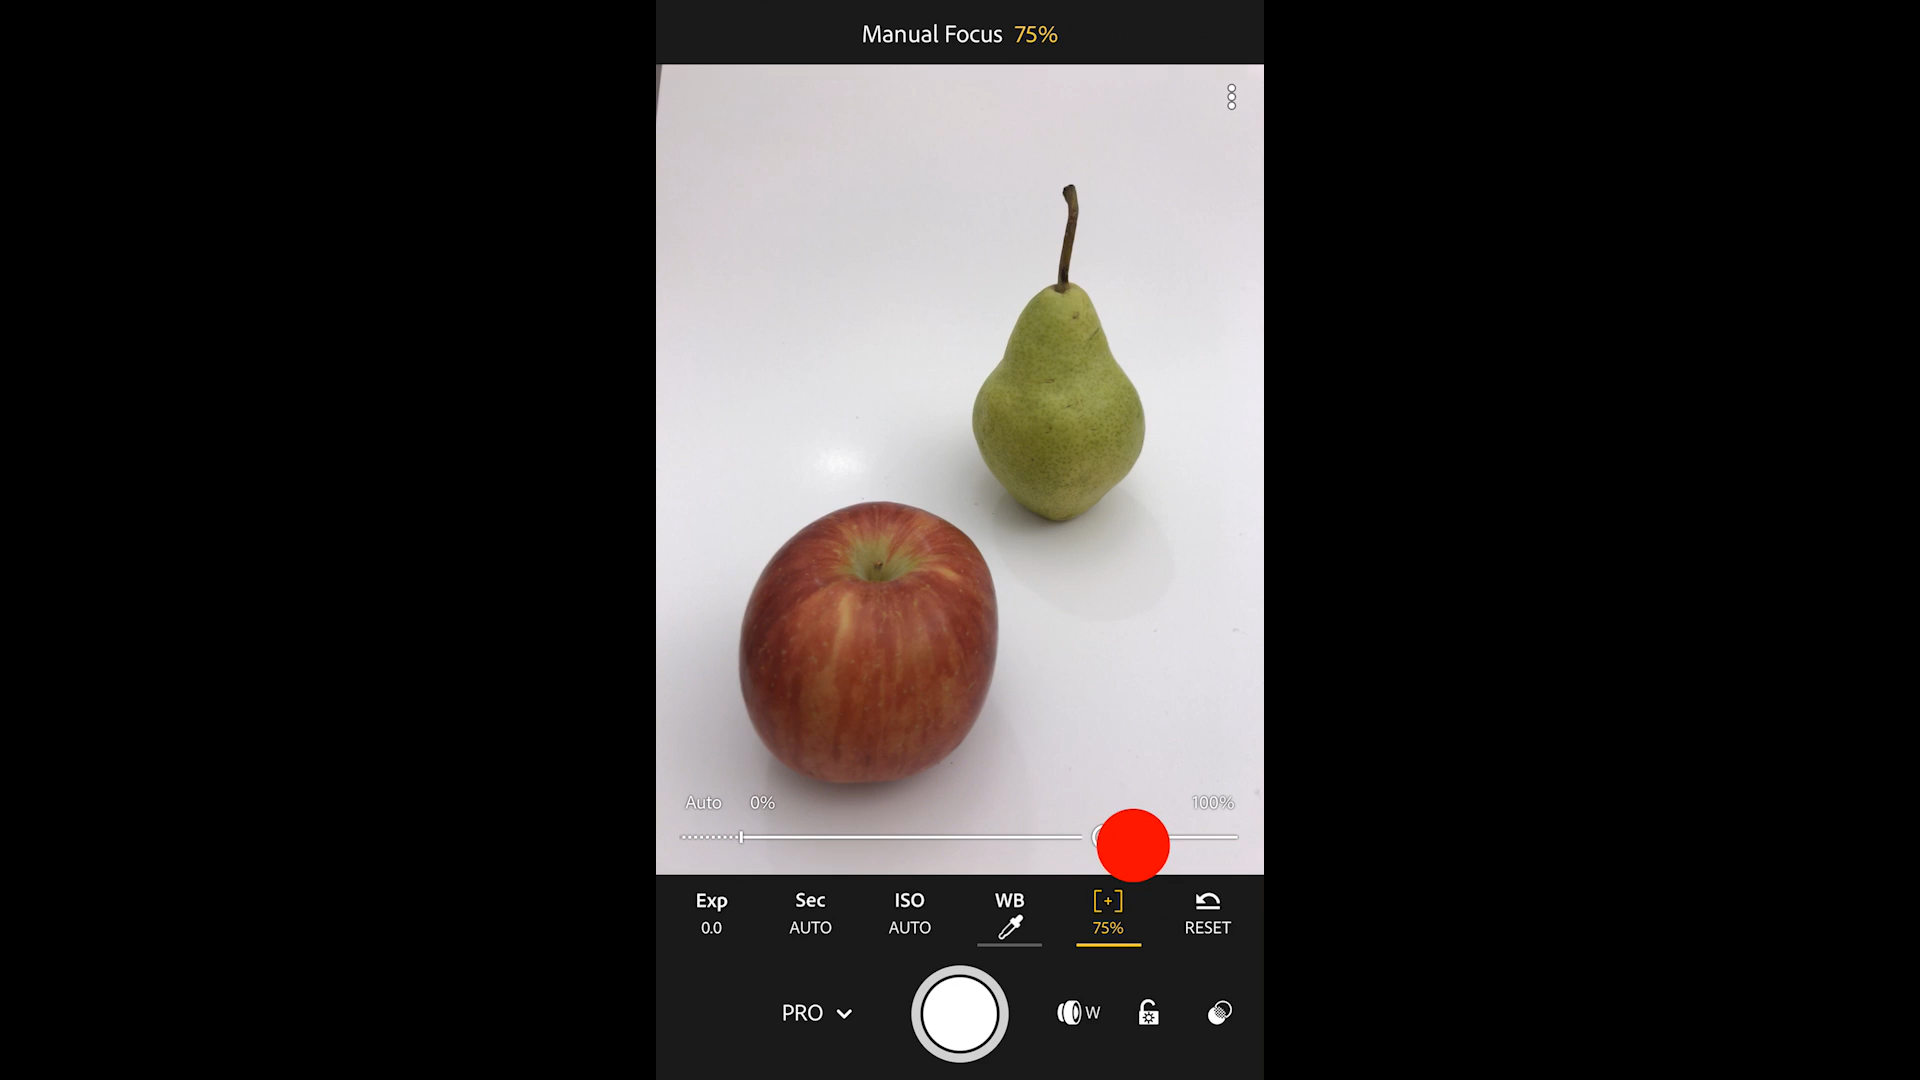 Manual Focus 75%
Auto 0% 100%
Exp Sec ISO WB
0.0 AUTO AUTO 75% RESET
PRO W